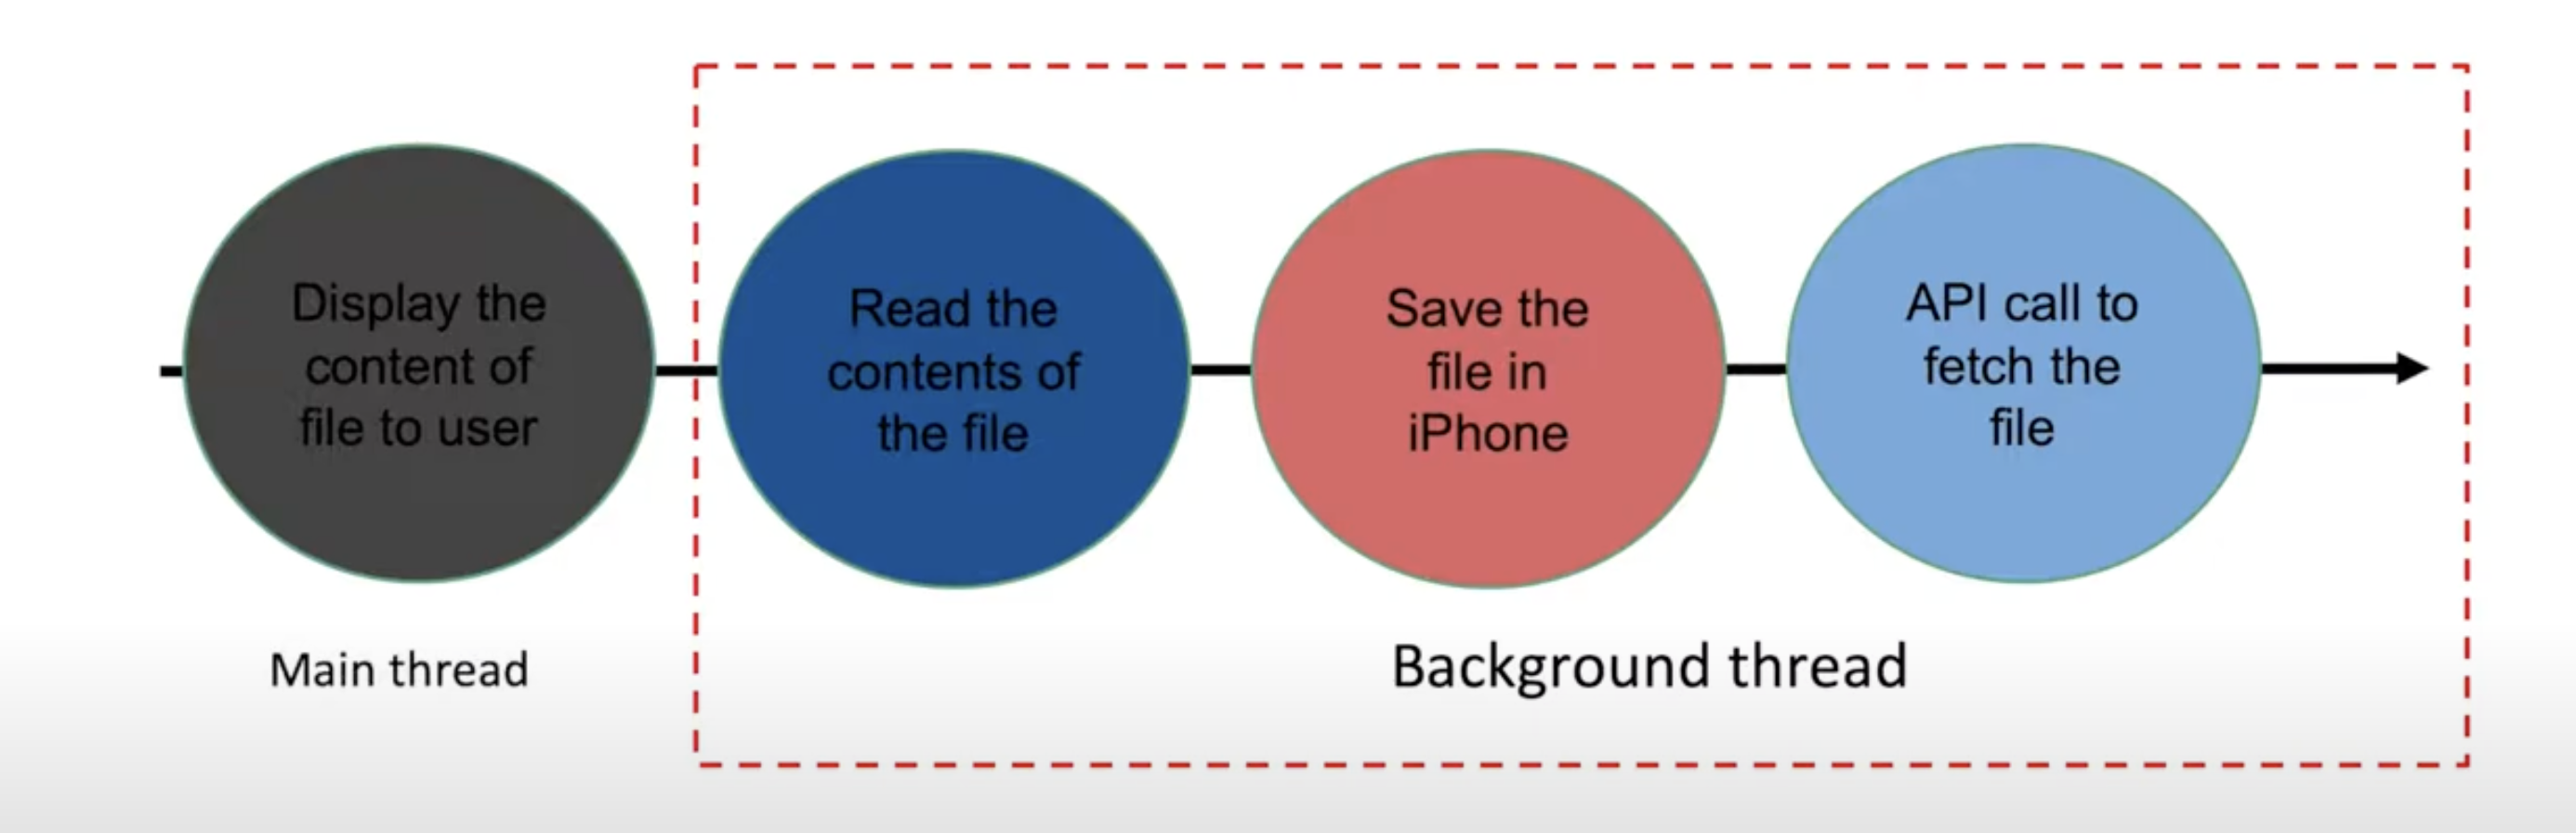 Display the
content of
file to user
Read the
contents of
the file
Save the
file in
iPhone
API call to
fetch the
file
Main thread
Background thread